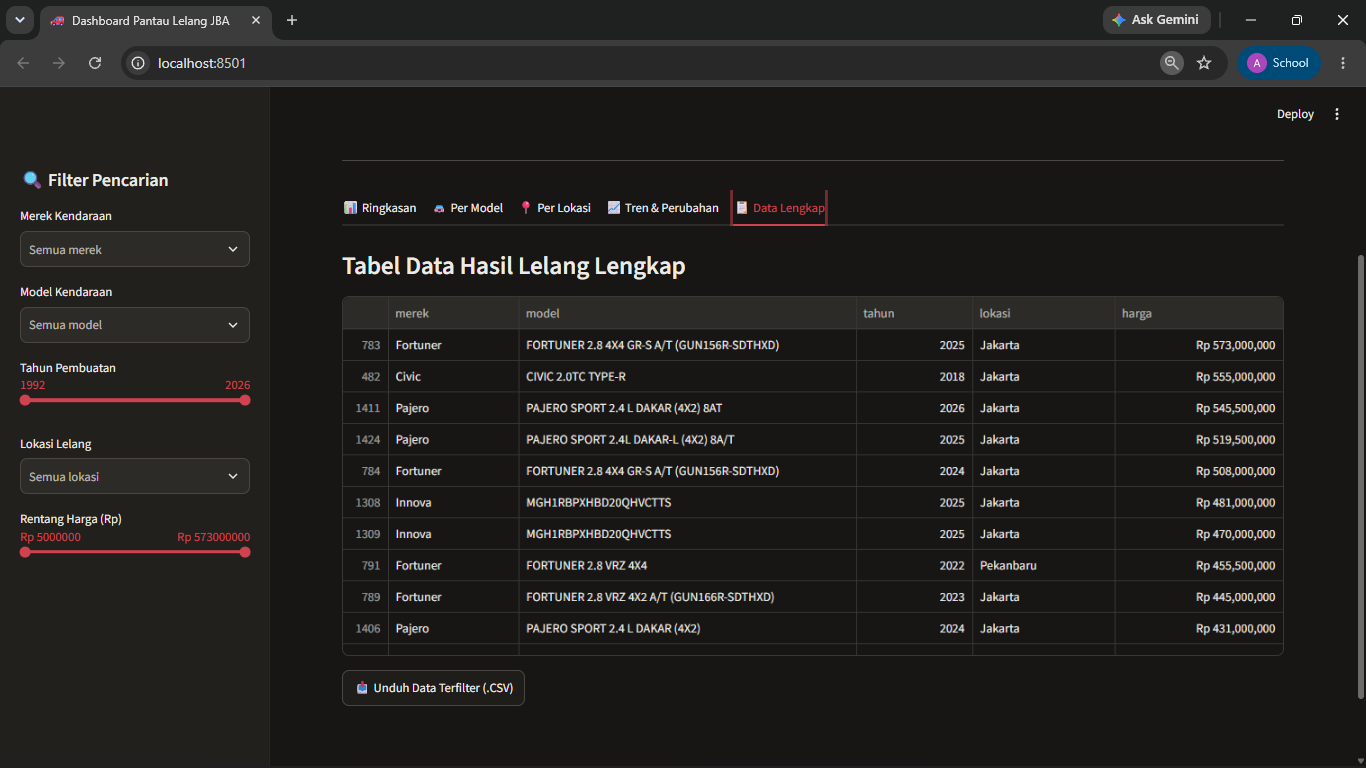 Dashboard Pantau Lelang JBA
Ask Gemini
localhost:8501
A School
Deploy
Filter Pencarian
Merek Kendaraan
Semua merek
Model Kendaraan
Semua model
Tahun Pembuatan
1992 2026
Lokasi Lelang
Semua lokasi
Rentang Harga (Rp)
Rp 5000000 Rp 573000000
Ringkasan Per Model Per Lokasi Tren & Perubahan Data Lengkap
Tabel Data Hasil Lelang Lengkap
merek model tahun lokasi harga
783 Fortuner FORTUNER 2.8 4X4 GR-S A/T (GUN156R-SDTHXD) 2025 Jakarta Rp 573,000,000
482 Civic CIVIC 2.0TC TYPE-R 2018 Jakarta Rp 555,000,000
1411 Pajero PAJERO SPORT 2.4 L DAKAR (4X2) 8AT 2026 Jakarta Rp 545,500,000
1424 Pajero PAJERO SPORT 2.4L DAKAR-L (4X2) 8A/T 2025 Jakarta Rp 519,500,000
784 Fortuner FORTUNER 2.8 4X4 GR-S A/T (GUN156R-SDTHXD) 2024 Jakarta Rp 508,000,000
1308 Innova MGH1RBPXHBD20QHVCTTS 2025 Jakarta Rp 481,000,000
1309 Innova MGH1RBPXHBD20QHVCTTS 2025 Jakarta Rp 470,000,000
791 Fortuner FORTUNER 2.8 VRZ 4X4 2022 Pekanbaru Rp 455,500,000
789 Fortuner FORTUNER 2.8 VRZ 4X2 A/T (GUN166R-SDTHXD) 2023 Jakarta Rp 445,000,000
1406 Pajero PAJERO SPORT 2.4 L DAKAR (4X2) 2024 Jakarta Rp 431,000,000
Unduh Data Terfilter (.CSV)